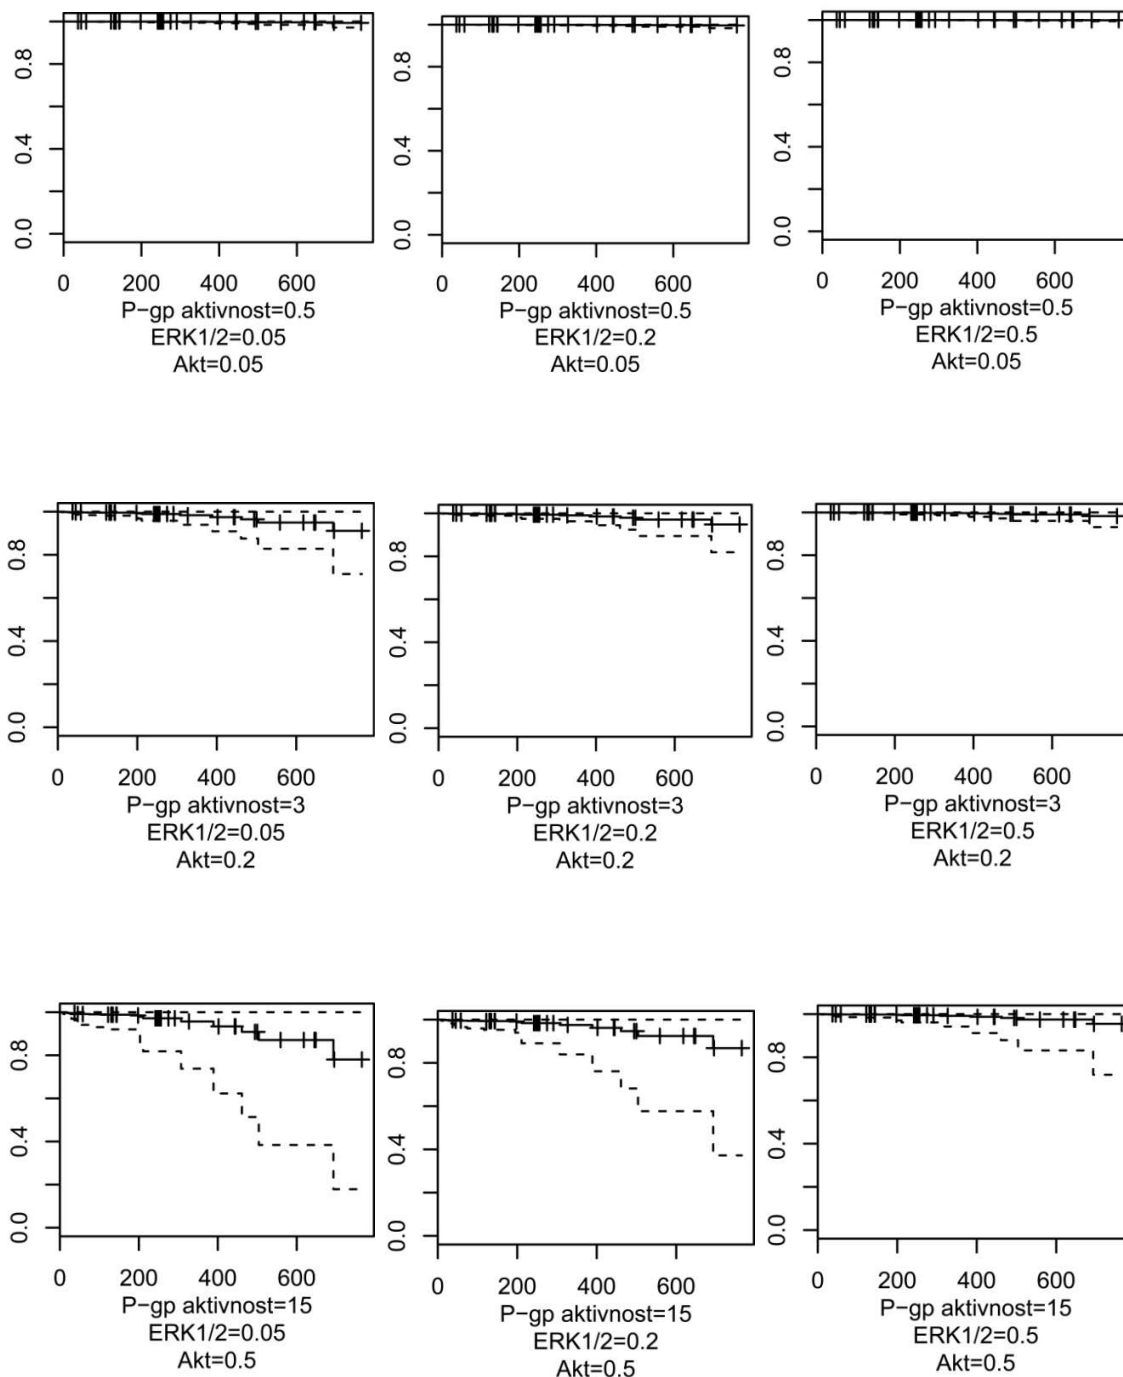 0.8
0.4
0.0
0 200 400 600
P-gp aktivnost=0.5
ERK1/2=0.05
Akt=0.05
0.8
0.4
0.0
0 200 400 600
P-gp aktivnost=0.5
ERK1/2=0.2
Akt=0.05
0.8
0.4
0.0
0 200 400 600
P-gp aktivnost=0.5
ERK1/2=0.5
Akt=0.05
0.8
0.4
0.0
0 200 400 600
P-gp aktivnost=3
ERK1/2=0.05
Akt=0.2
0.8
0.4
0.0
0 200 400 600
P-gp aktivnost=3
ERK1/2=0.2
Akt=0.2
0.8
0.4
0.0
0 200 400 600
P-gp aktivnost=3
ERK1/2=0.5
Akt=0.2
0.8
0.4
0.0
0 200 400 600
P-gp aktivnost=15
ERK1/2=0.05
Akt=0.5
0.8
0.4
0.0
0 200 400 600
P-gp aktivnost=15
ERK1/2=0.2
Akt=0.5
0.8
0.4
0.0
0 200 400 600
P-gp aktivnost=15
ERK1/2=0.5
Akt=0.5